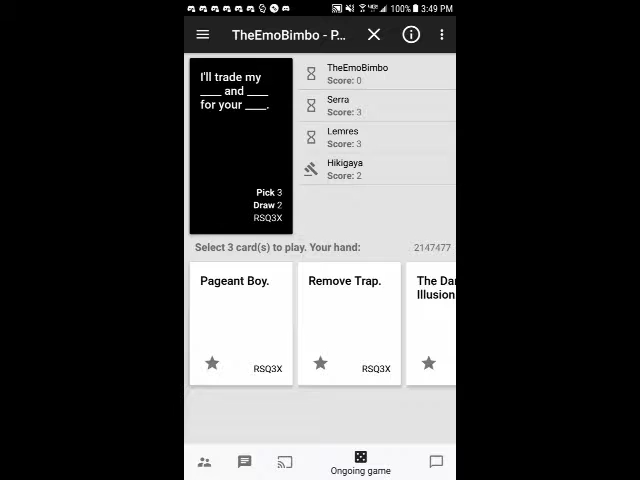 100% 3:49 PM
TheEmoBimbo - P...
I'll trade my
____ and ____
for your ____.
Pick 3
Draw 2
RSQ3X
TheEmoBimbo
Score: 0
Serra
Score: 3
Lemres
Score: 3
Hikigaya
Score: 2
Select 3 card(s) to play. Your hand: 2147477
Pageant Boy.
RSQ3X
Remove Trap.
RSQ3X
The Da
Illusion
Ongoing game